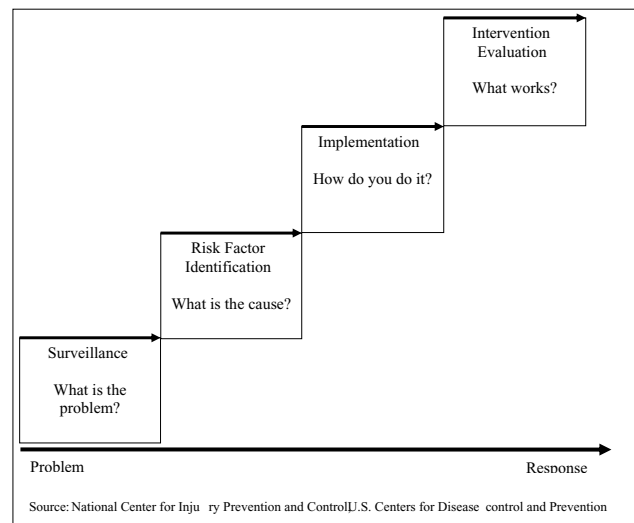 Surveillance
What is the
problem?
Risk Factor
Identification
What is the cause?
Implementation
How do you do it?
Intervention
Evaluation
What works?
Problem
Response
Source: National Center for Inju ry Prevention and Control,U.S. Centers for Disease control and Prevention